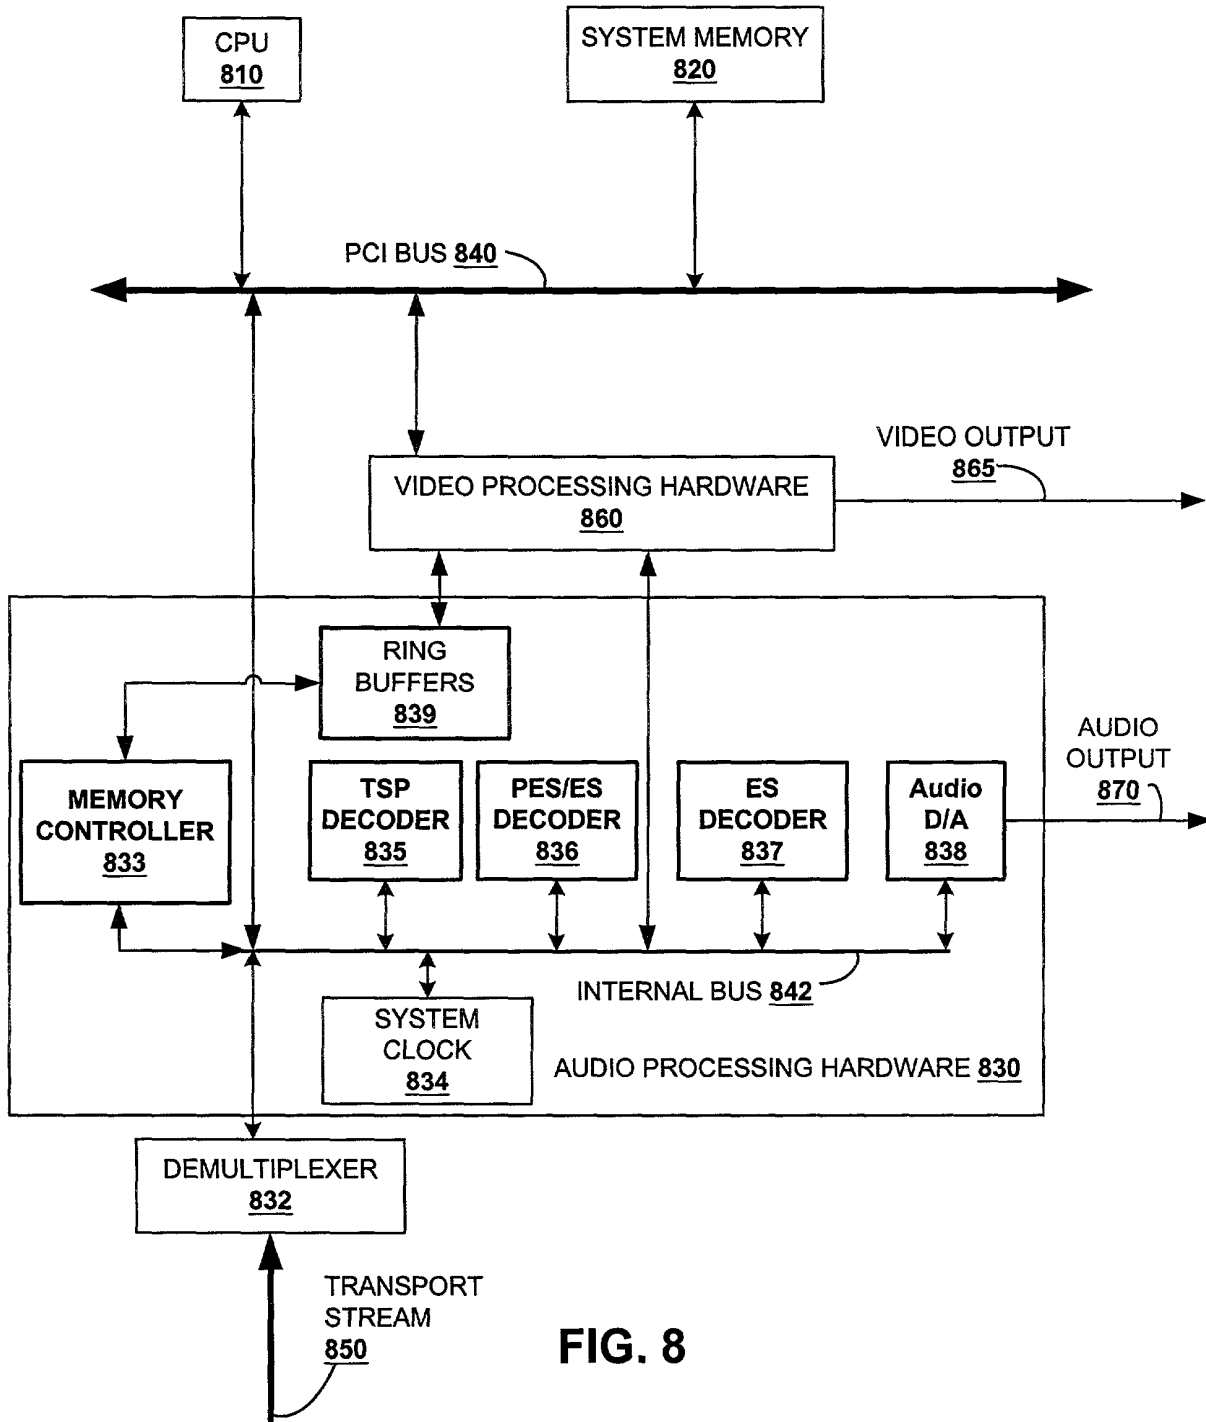 CPU
810
SYSTEM MEMORY
820
PCI BUS 840
VIDEO OUTPUT
865
VIDEO PROCESSING HARDWARE
860
RING
BUFFERS
839
AUDIO
OUTPUT
870
MEMORY
CONTROLLER
833
TSP
DECODER
835
PES/ES
DECODER
836
ES
DECODER
837
Audio
D/A
838
INTERNAL BUS 842
SYSTEM
CLOCK
834
AUDIO PROCESSING HARDWARE 830
DEMULTIPLEXER
832
TRANSPORT
STREAM
850
FIG. 8